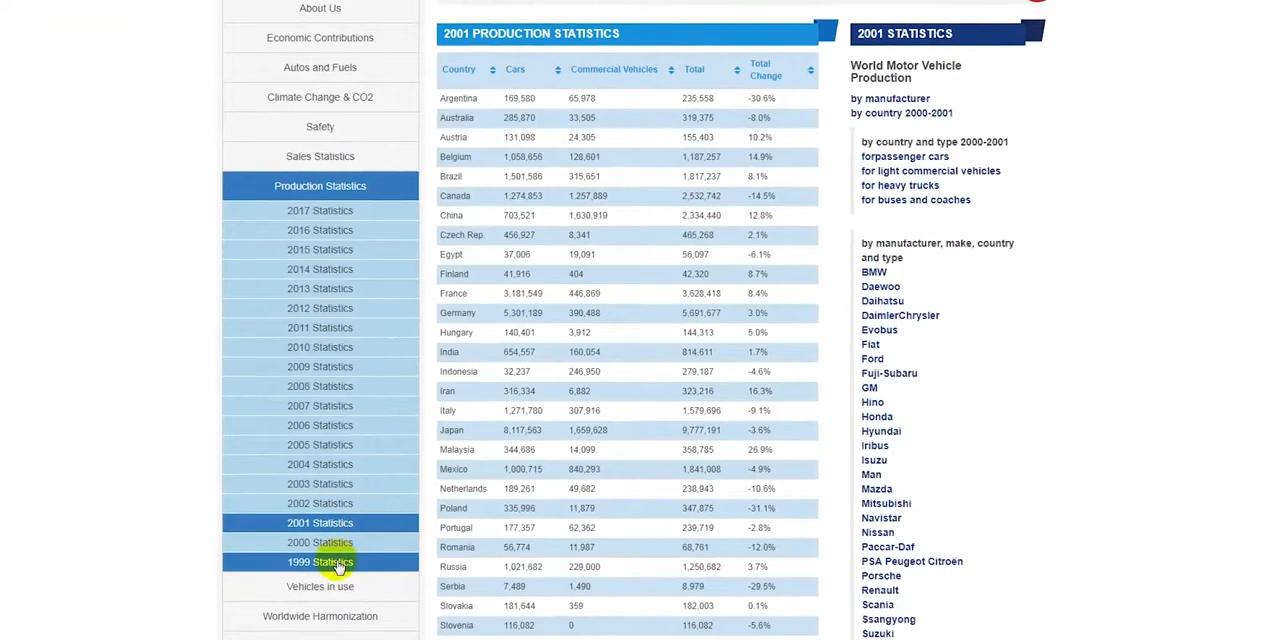 About Us
Economic Contributions
Autos and Fuels
Climate Change & CO2
Safety
Sales Statistics
Production Statistics
2017 Statistics
2016 Statistics
2015 Statistics
2014 Statistics
2013 Statistics
2012 Statistics
2011 Statistics
2010 Statistics
2009 Statistics
2008 Statistics
2007 Statistics
2006 Statistics
2005 Statistics
2004 Statistics
2003 Statistics
2002 Statistics
2001 Statistics
2000 Statistics
1999 Statistics
Vehicles in use
Worldwide Harmonization
2001 PRODUCTION STATISTICS
Country Cars Commercial Vehicles Total Total Change
Argentina 169,580 65,978 235,558 -30.6%
Australia 285,870 33,505 319,375 -8.0%
Austria 131,098 24,305 155,403 10.2%
Belgium 1,058,656 128,601 1,187,257 14.9%
Brazil 1,501,586 315,651 1,817,237 8.1%
Canada 1,274,853 1,257,889 2,532,742 -14.5%
China 703,521 1,630,919 2,334,440 12.8%
Czech Rep. 456,927 8,341 465,268 2.1%
Egypt 37,006 19,091 56,097 -6.1%
Finland 41,916 404 42,320 8.7%
France 3,181,549 446,869 3,628,418 8.4%
Germany 5,301,189 390,488 5,691,677 3.0%
Hungary 140,401 3,912 144,313 5.0%
India 654,557 160,054 814,611 1.7%
Indonesia 32,237 246,950 279,187 -4.6%
Iran 316,334 6,882 323,216 16.3%
Italy 1,271,780 307,916 1,579,696 -9.1%
Japan 8,117,563 1,659,628 9,777,191 -3.6%
Malaysia 344,686 14,099 358,785 26.9%
Mexico 1,000,715 840,293 1,841,008 -4.9%
Netherlands 189,261 49,682 238,943 -10.6%
Poland 335,996 11,879 347,875 -31.1%
Portugal 177,357 62,362 239,719 -2.8%
Romania 56,774 11,987 68,761 -12.0%
Russia 1,021,682 229,000 1,250,682 3.7%
Serbia 7,489 1,490 8,979 -29.5%
Slovakia 181,644 359 182,003 0.1%
Slovenia 116,082 0 116,082 -5.6%
2001 STATISTICS
World Motor Vehicle
Production
by manufacturer
by country 2000-2001
by country and type 2000-2001
forpassenger cars
for light commercial vehicles
for heavy trucks
for buses and coaches
by manufacturer, make, country
and type
BMW
Daewoo
Daihatsu
DaimlerChrysler
Evobus
Fiat
Ford
Fuji-Subaru
GM
Hino
Honda
Hyundai
Iribus
Isuzu
Man
Mazda
Mitsubishi
Navistar
Nissan
Paccar-Daf
PSA Peugeot Citroën
Porsche
Renault
Scania
Ssangyong
Suzuki